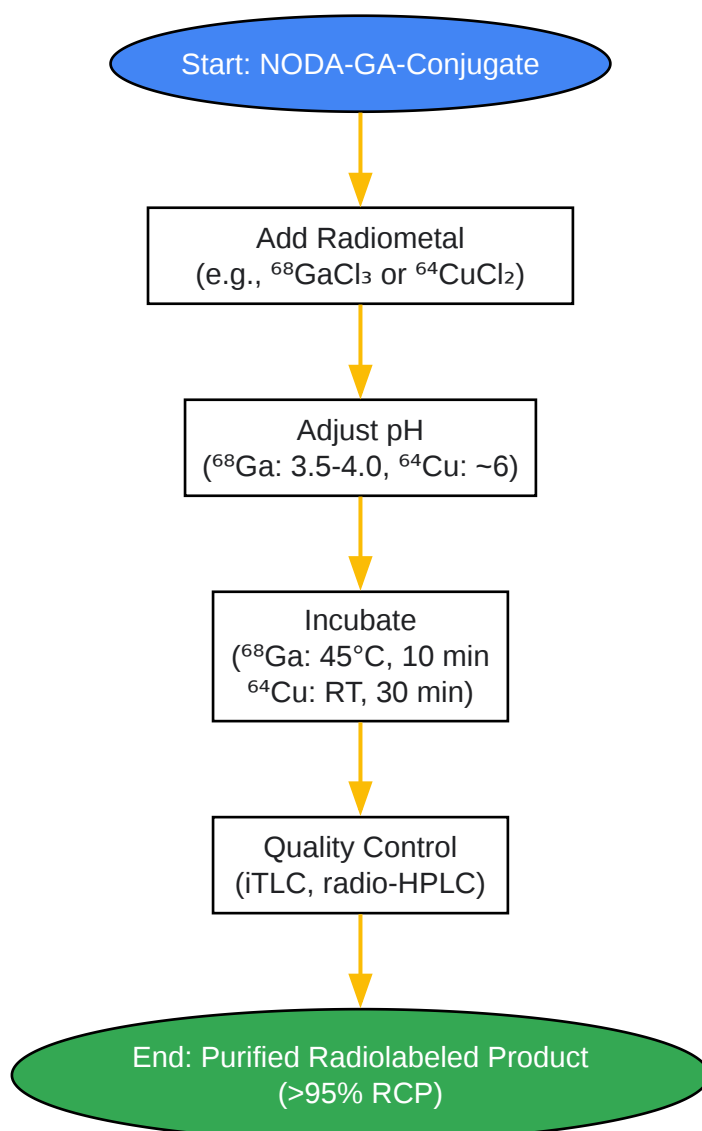 Start: NODA-GA-Conjugate
Add Radiometal
(e.g., ⁶⁸GaCl₃ or ⁶⁴CuCl₂)
Adjust pH
(⁶⁸Ga: 3.5-4.0, ⁶⁴Cu: ~6)
Incubate
(⁶⁸Ga: 45°C, 10 min
⁶⁴Cu: RT, 30 min)
Quality Control
(iTLC, radio-HPLC)
End: Purified Radiolabeled Product
(>95% RCP)